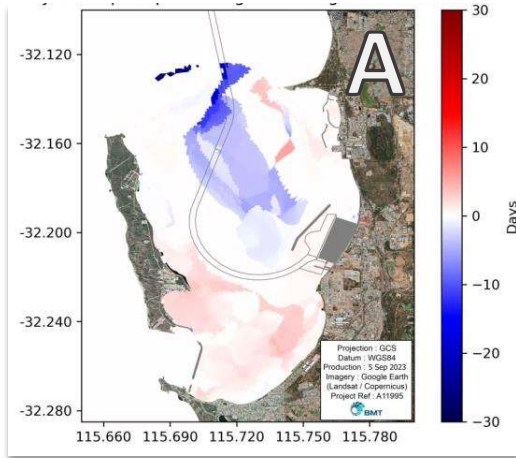 A
-32.120
-32.160
-32.200
-32.240
-32.280
115.660 115.690 115.720 115.750 115.780
30
20
10
0
-10
-20
-30
Days
Projection : GCS
Datum : WGS84
Production : 5 Sep 2023
Imagery : Google Earth
(Landsat / Copernicus)
Project Ref : A11995
BMT